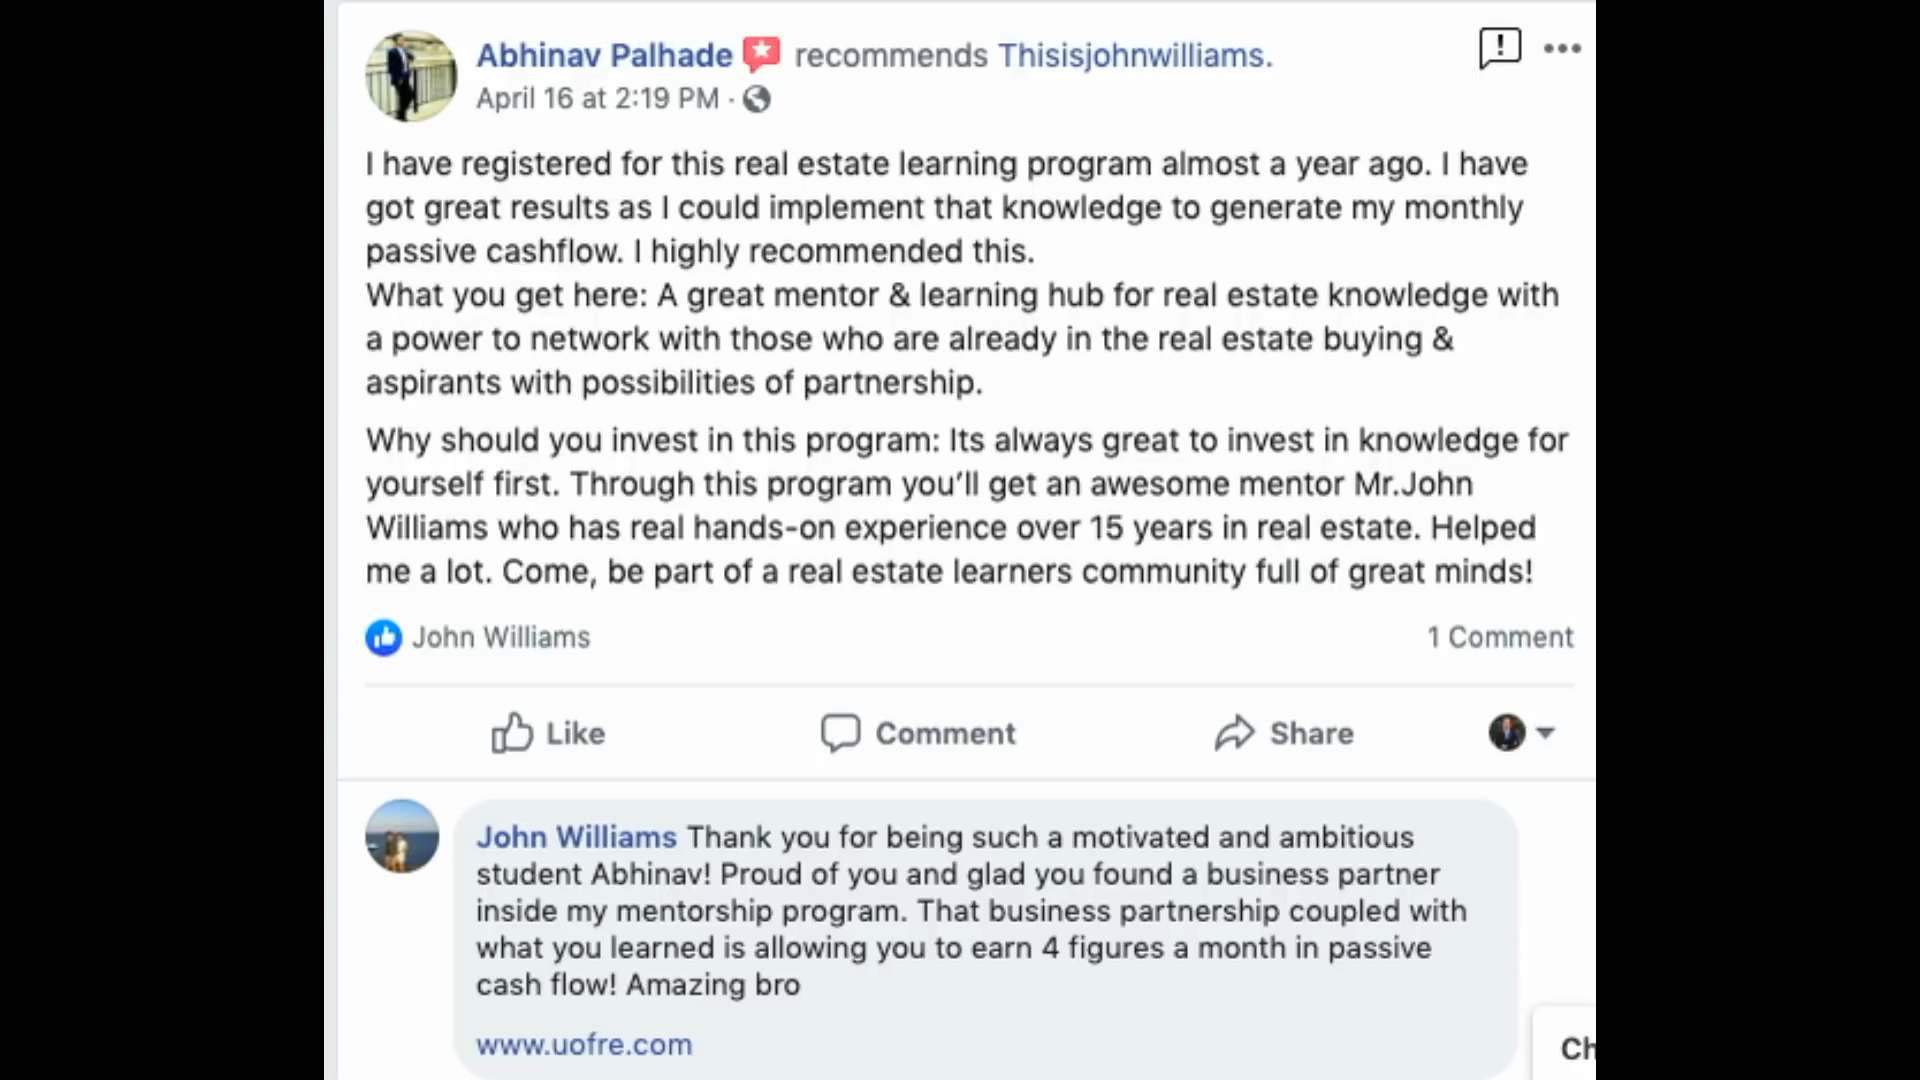 Abhinav Palhade recommends Thisisjohnwilliams.
April 16 at 2:19 PM ·
I have registered for this real estate learning program almost a year ago. I have
got great results as I could implement that knowledge to generate my monthly
passive cashflow. I highly recommended this.
What you get here: A great mentor & learning hub for real estate knowledge with
a power to network with those who are already in the real estate buying &
aspirants with possibilities of partnership.
Why should you invest in this program: Its always great to invest in knowledge for
yourself first. Through this program you’ll get an awesome mentor Mr.John
Williams who has real hands-on experience over 15 years in real estate. Helped
me a lot. Come, be part of a real estate learners community full of great minds!
John Williams 1 Comment
Like Comment Share
John Williams Thank you for being such a motivated and ambitious
student Abhinav! Proud of you and glad you found a business partner
inside my mentorship program. That business partnership coupled with
what you learned is allowing you to earn 4 figures a month in passive
cash flow! Amazing bro
www.uofre.com
Ch